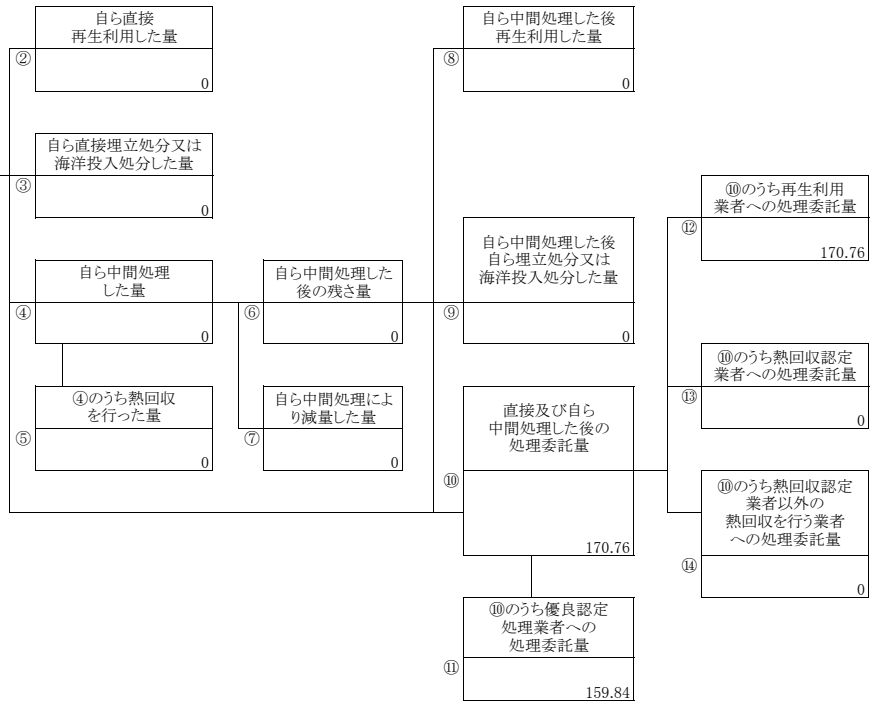 自ら直接
再生利用した量
②
0
自ら直接埋立処分又は
海洋投入処分した量
③
0
自ら中間処理
した量
④
0
④のうち熱回収
を行った量
⑤
0
自ら中間処理した
後の残さ量
⑥
0
自ら中間処理によ
り減量した量
⑦
0
自ら中間処理した後
再生利用した量
⑧
0
自ら中間処理した後
自ら埋立処分又は
海洋投入処分した量
⑨
0
直接及び自ら
中間処理した後の
処理委託量
⑩
170.76
⑩のうち優良認定
処理業者への
処理委託量
⑪
159.84
⑩のうち再生利用
業者への処理委託量
⑫
170.76
⑩のうち熱回収認定
業者への処理委託量
⑬
0
⑩のうち熱回収認定
業者以外の
熱回収を行う業者
への処理委託量
⑭
0